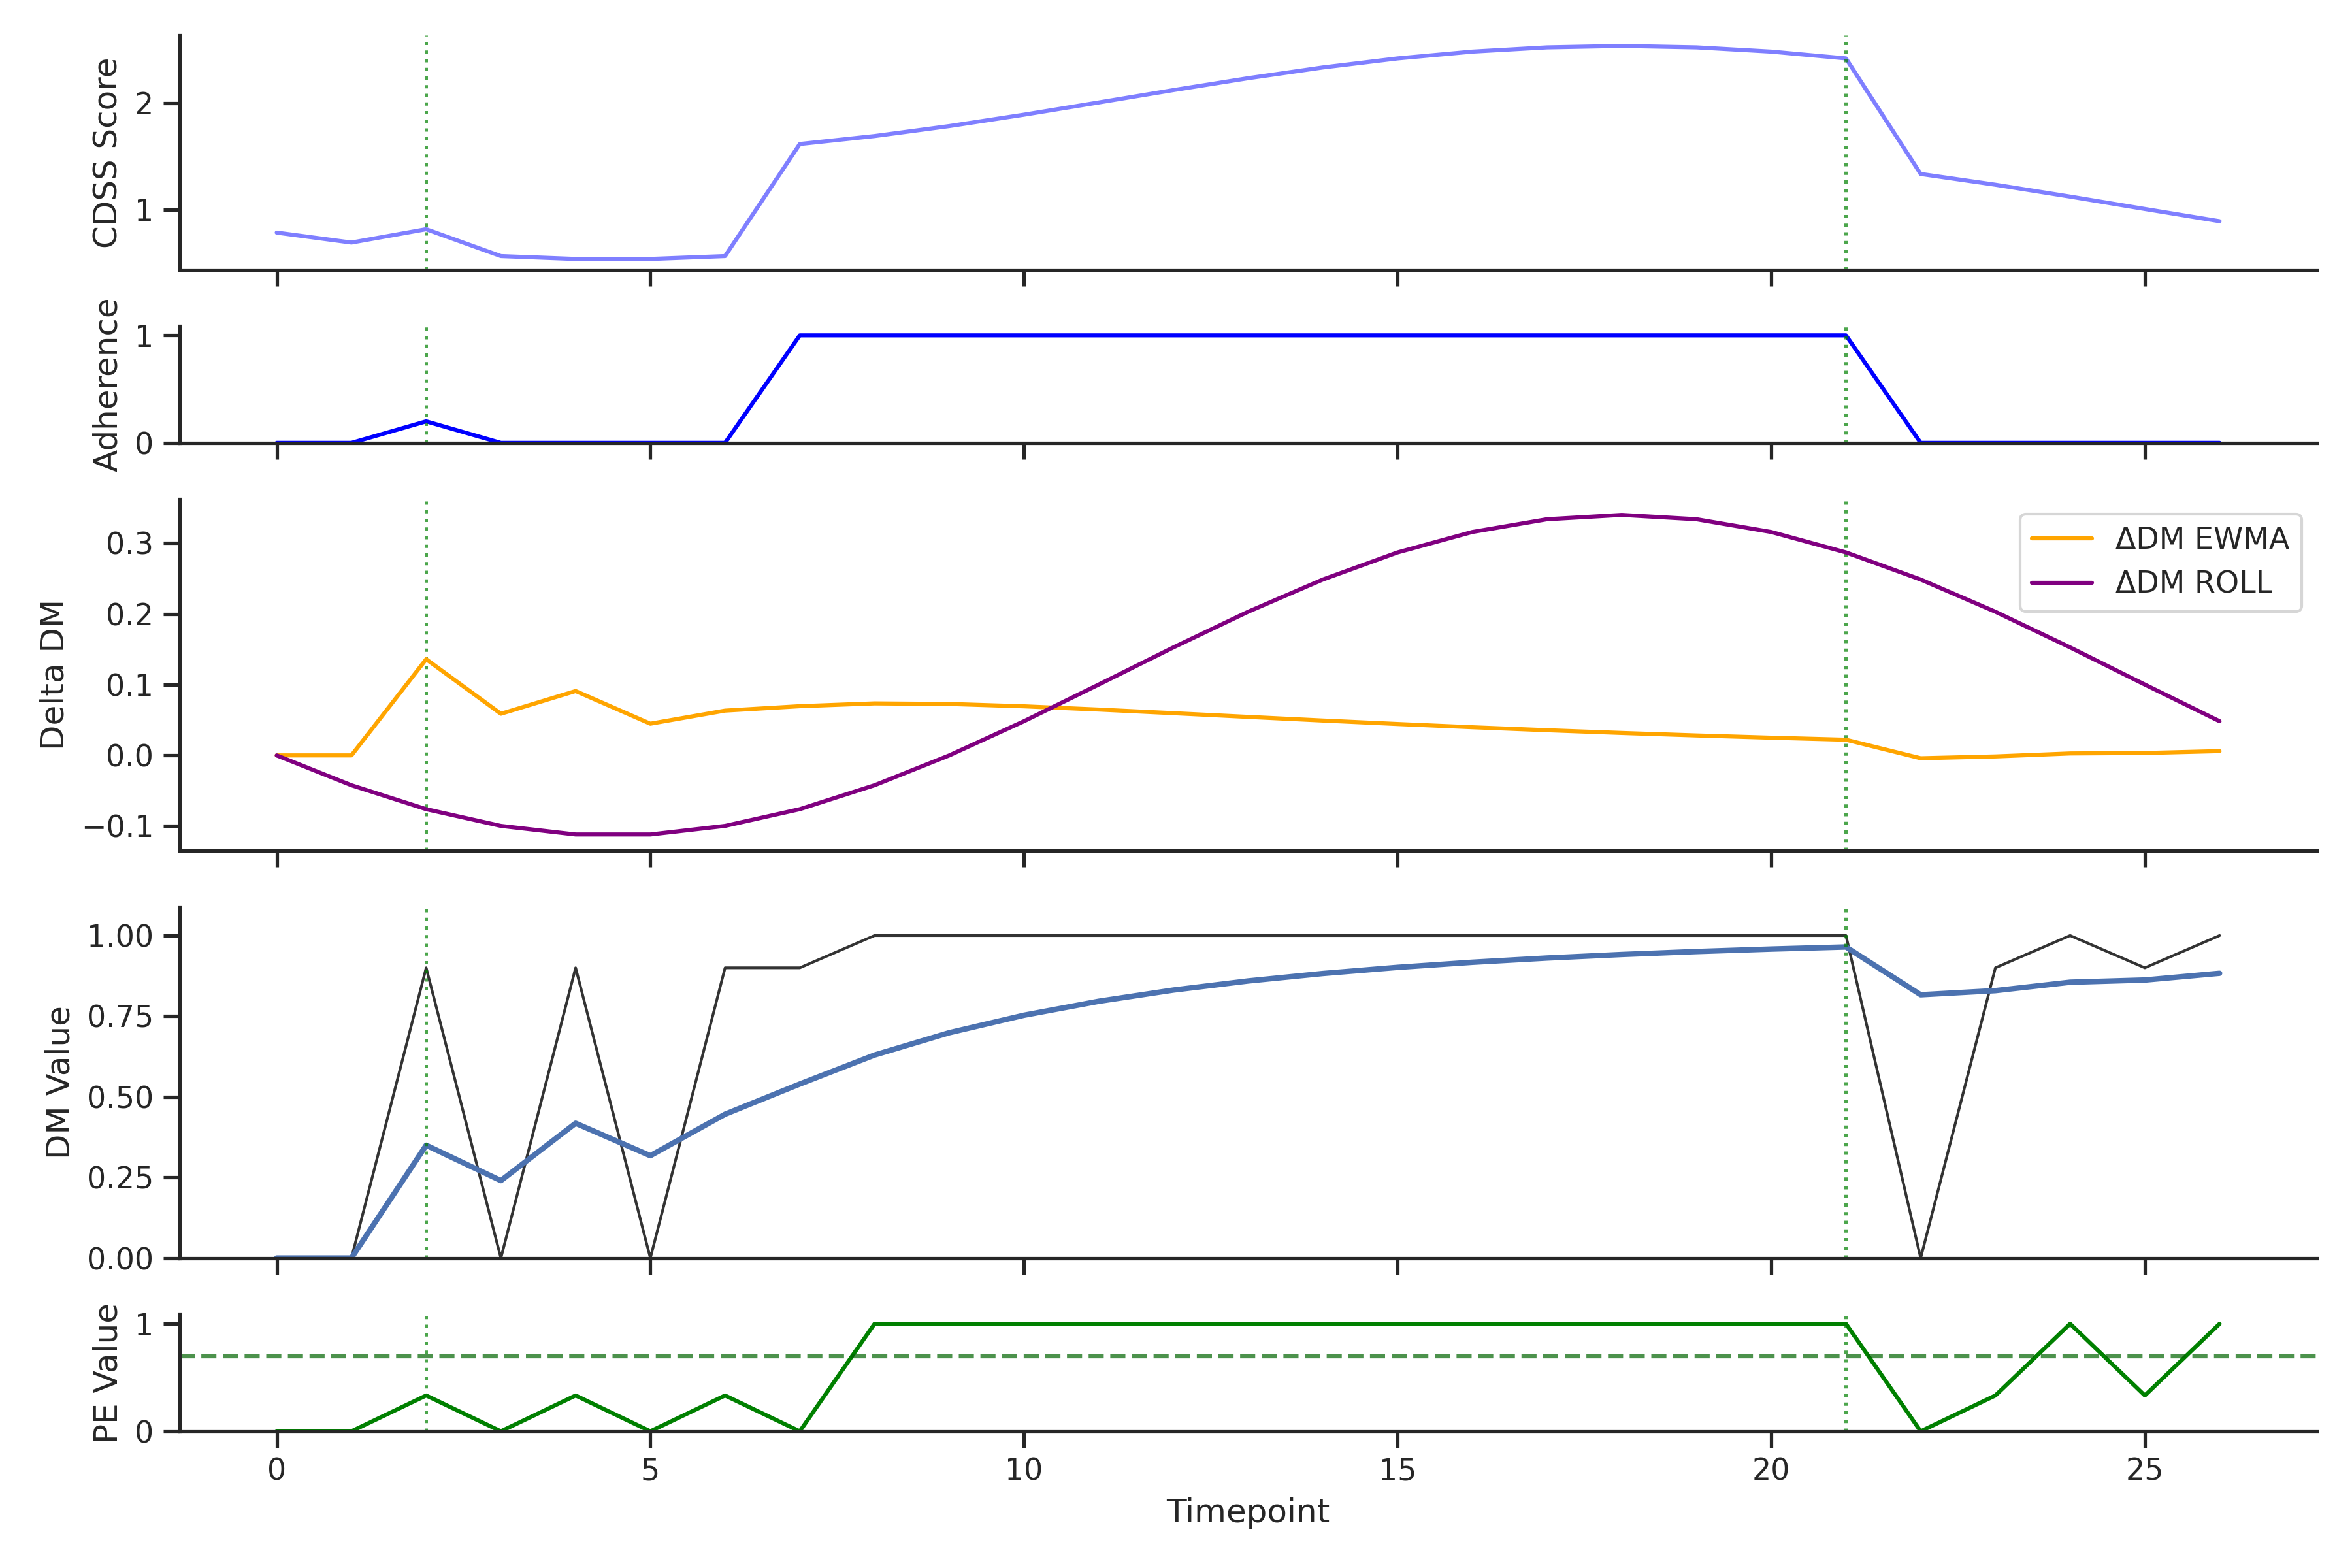 CDSS Score
2
1
Adherence
1
0
Delta DM
0.3
0.2
0.1
0.0
−0.1
ΔDM EWMA
ΔDM ROLL
DM Value
1.00
0.75
0.50
0.25
0.00
PE Value
1
0
0 5 10 15 20 25
Timepoint